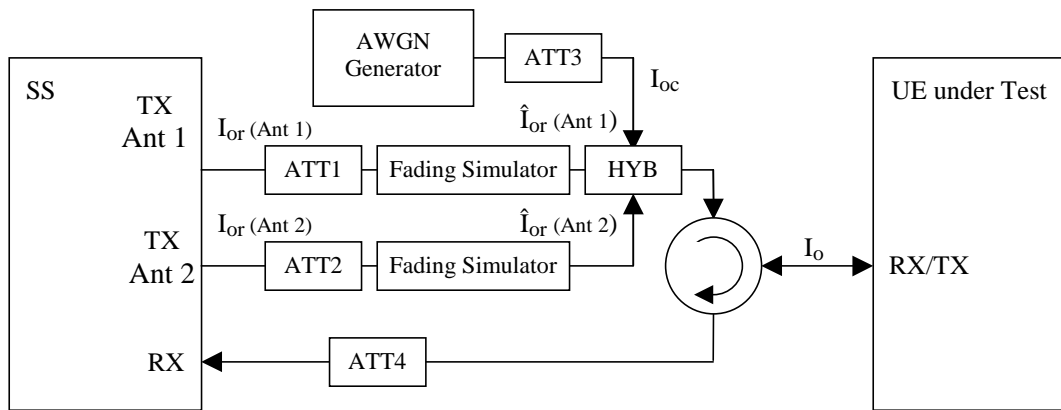 AWGN
Generator
ATT3
I_oc
SS
UE under Test
TX
Ant 1
I_or (Ant 1)
Î_or (Ant 1)
ATT1
Fading Simulator
HYB
TX
Ant 2
I_or (Ant 2)
Î_or (Ant 2)
ATT2
Fading Simulator
I_o
RX/TX
RX
ATT4